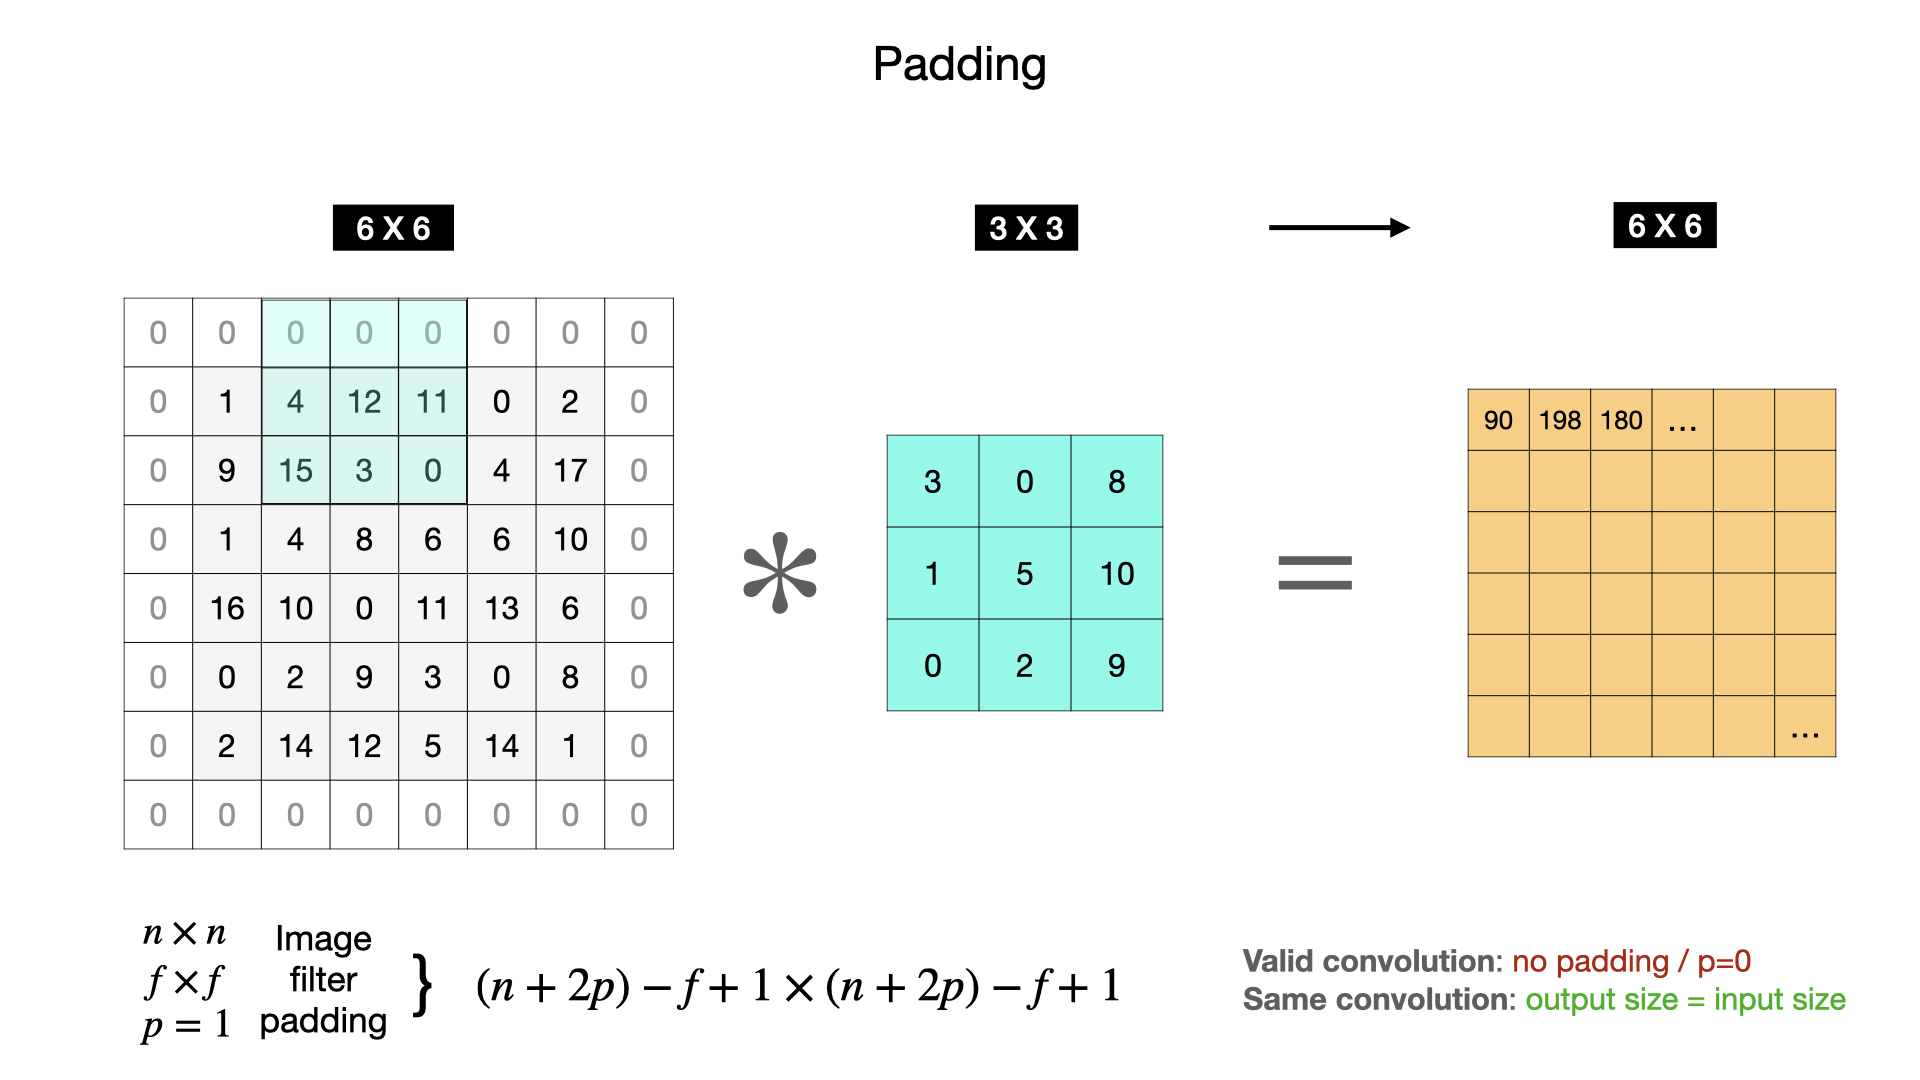 Padding
6 X 6
3 X 3
6 X 6
0 0 0 0 0 0 0 0
0 1 4 12 11 0 2 0
0 9 15 3 0 4 17 0
0 1 4 8 6 6 10 0
0 16 10 0 11 13 6 0
0 0 2 9 3 0 8 0
0 2 14 12 5 14 1 0
0 0 0 0 0 0 0 0
*
3 0 8
1 5 10
0 2 9
=
90 198 180 ...
...
n × n Image
f × f filter
p = 1 padding
} (n + 2p) − f + 1 × (n + 2p) − f + 1
Valid convolution: no padding / p=0
Same convolution: output size = input size